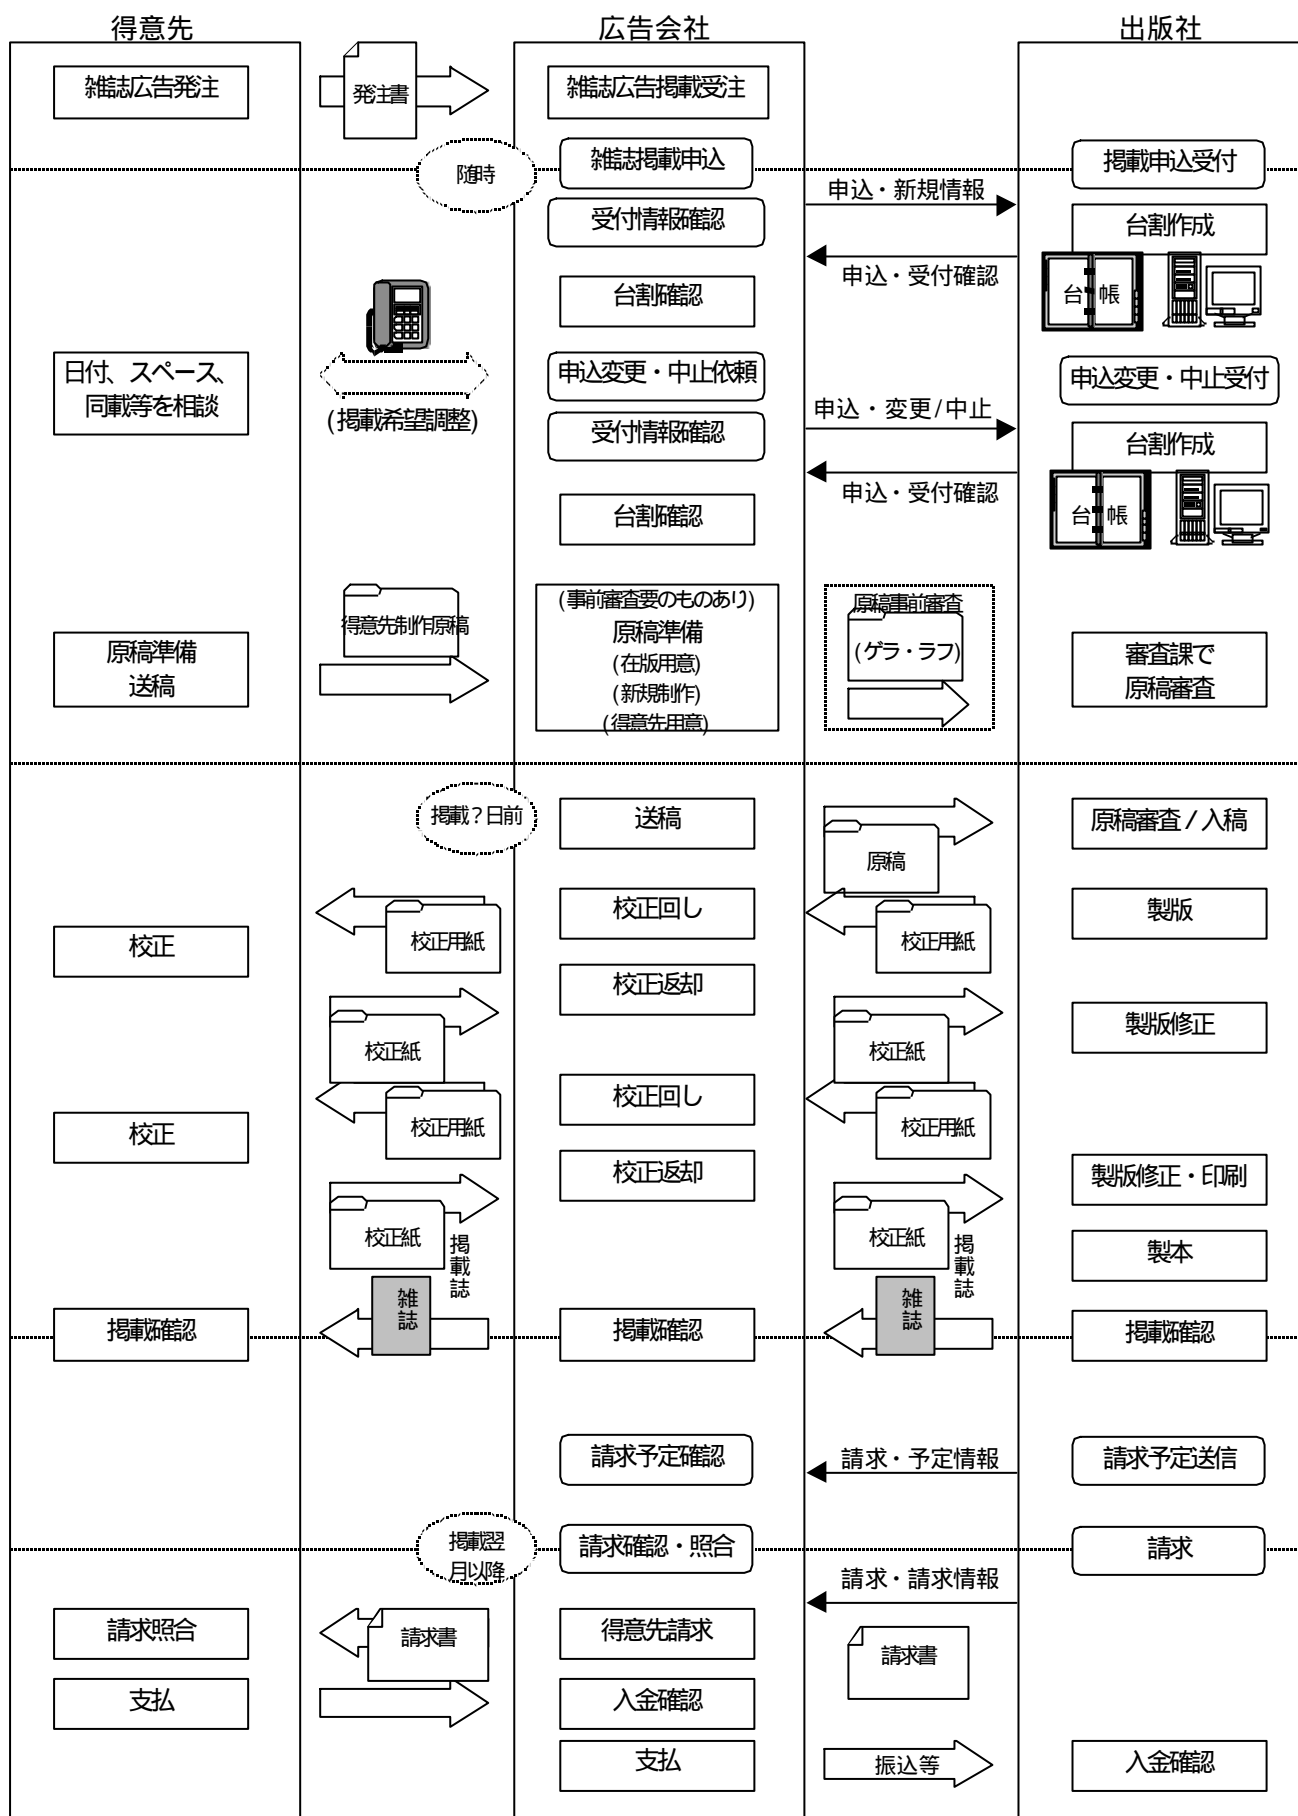 得意先
広告会社
出版社
雑誌広告発注
発注書
雑誌広告掲載受注
随時
雑誌掲載申込
掲載申込受付
申込・新規情報
受付情報確認
台割作成
申込・受付確認
台割確認
台 帳
日付、スペース、
同載等を相談
(掲載希望調整)
申込変更・中止依頼
申込変更・中止受付
申込・変更/中止
受付情報確認
台割作成
申込・受付確認
台割確認
台 帳
原稿準備
送稿
得意先制作原稿
(事前審査要のものあり)
原稿準備
(在版用意)
(新規制作)
(得意先用意)
原稿事前審査
(ゲラ・ラフ)
審査課で
原稿審査
掲載?日前
送稿
原稿
原稿審査/入稿
校正用紙
校正回し
校正用紙
製版
校正
校正返却
校正紙
校正紙
製版修正
校正用紙
校正回し
校正用紙
校正
校正返却
製版修正・印刷
校正紙
掲載誌
校正紙
掲載誌
製本
掲載確認
雑誌
掲載確認
雑誌
掲載確認
請求予定確認
請求・予定情報
請求予定送信
掲載翌
月以降
請求確認・照合
請求
請求・請求情報
請求照合
請求書
得意先請求
請求書
支払
入金確認
支払
振込等
入金確認